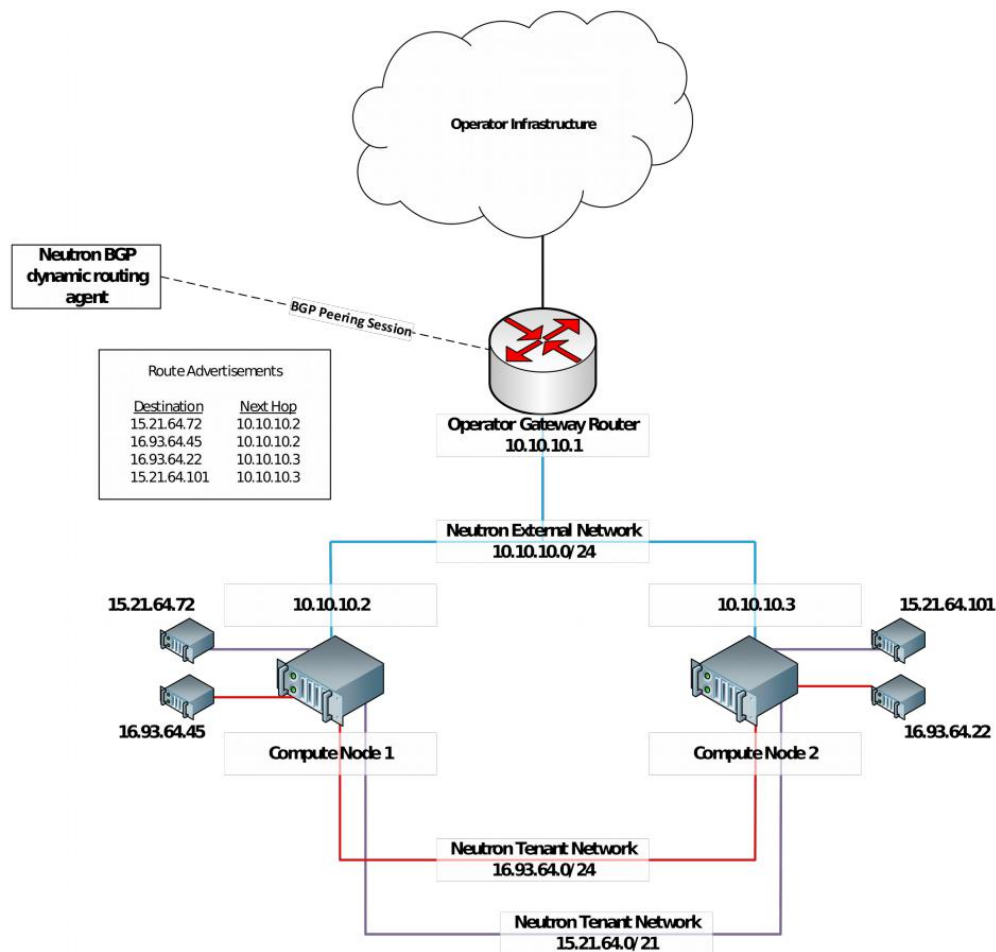 Operator Infrastructure
Neutron BGP
dynamic routing
agent
BGP Peering Session
Route Advertisements
Destination Next Hop
15.21.64.72 10.10.10.2
16.93.64.45 10.10.10.2
16.93.64.22 10.10.10.3
15.21.64.101 10.10.10.3
Operator Gateway Router
10.10.10.1
Neutron External Network
10.10.10.0/24
15.21.64.72
10.10.10.2
10.10.10.3
15.21.64.101
16.93.64.45
16.93.64.22
Compute Node 1
Compute Node 2
Neutron Tenant Network
16.93.64.0/24
Neutron Tenant Network
15.21.64.0/21